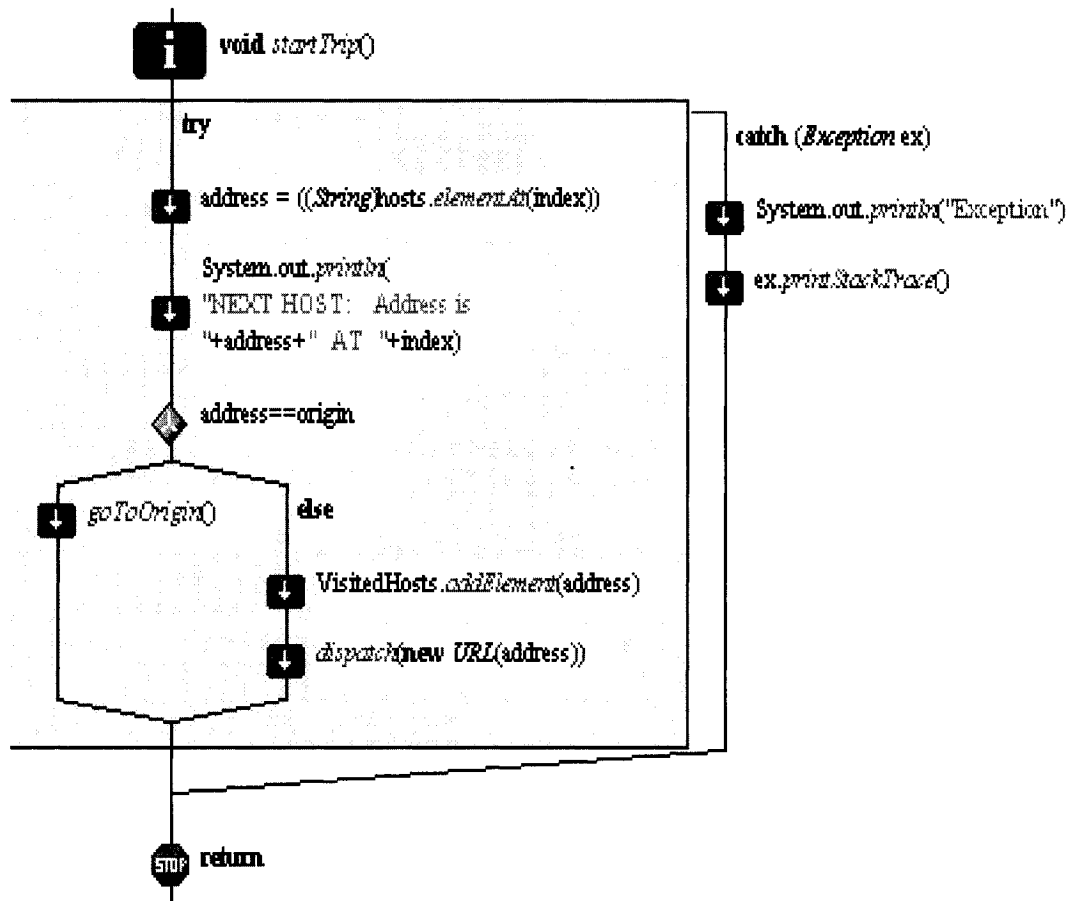 i void startTrip()
try
address = ((String)hosts.elementAt(index))
System.out.println(
"NEXT HOST: Address is
"+address+" AT "+index)
address==origin
goToOrigin()
else
VisitedHosts.addElement(address)
dispatch(new URL(address))
catch (Exception ex)
System.out.println("Exception")
ex.printStackTrace()
STOP return